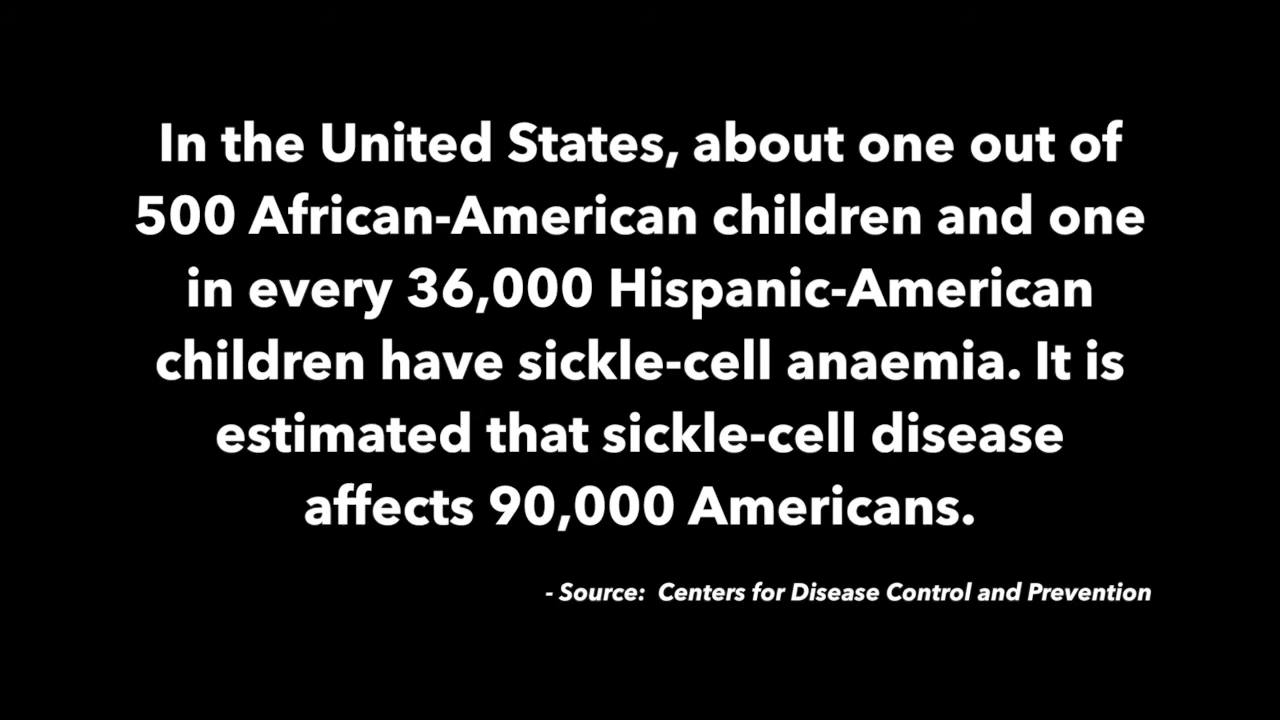 In the United States, about one out of
500 African-American children and one
in every 36,000 Hispanic-American
children have sickle-cell anaemia. It is
estimated that sickle-cell disease
affects 90,000 Americans.
- Source:  Centers for Disease Control and Prevention